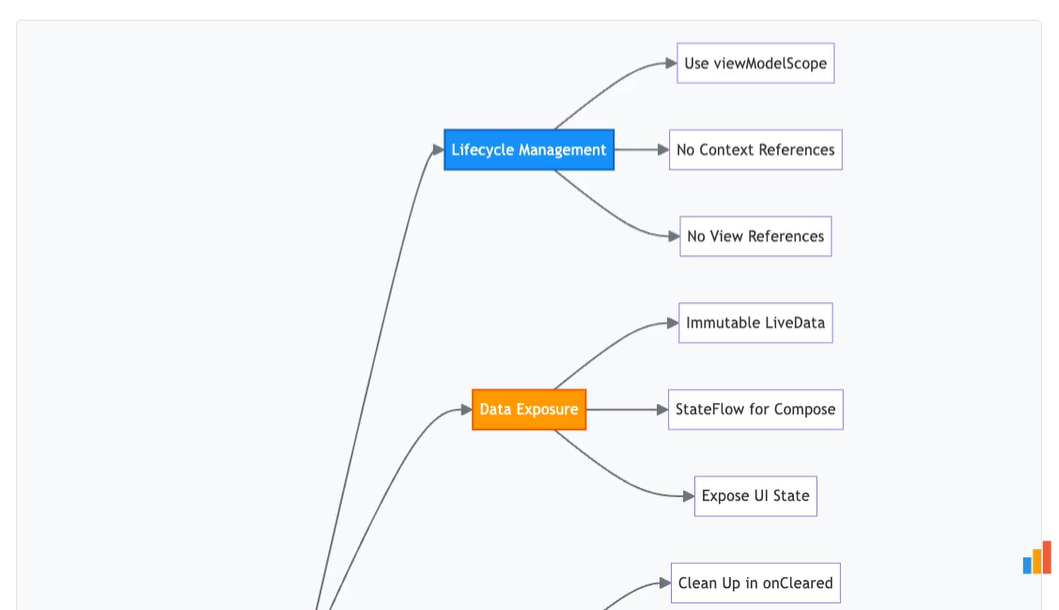 Use viewModelScope
Lifecycle Management
No Context References
No View References
Immutable LiveData
Data Exposure
StateFlow for Compose
Expose UI State
Clean Up in onCleared